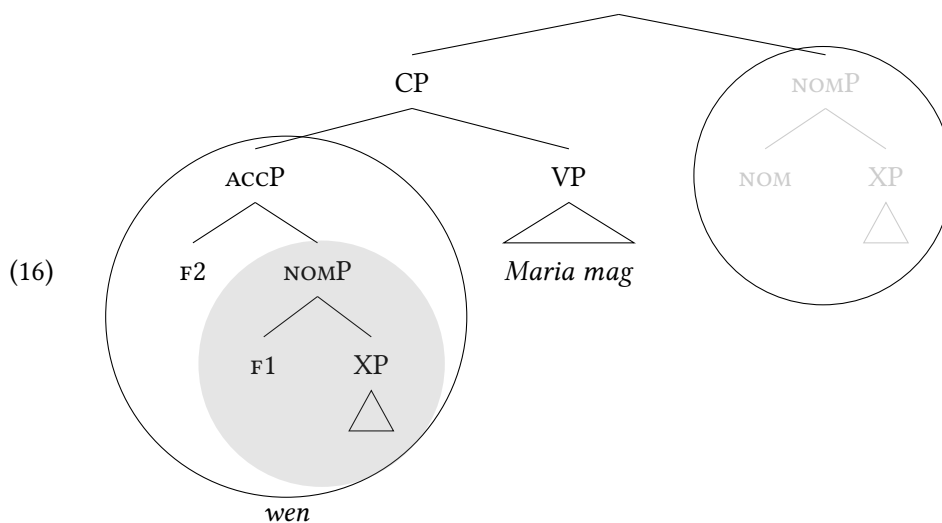 CP
NOMP
ACCP
VP
NOM
XP
(16)
F2
NOMP
Maria mag
F1
XP
wen